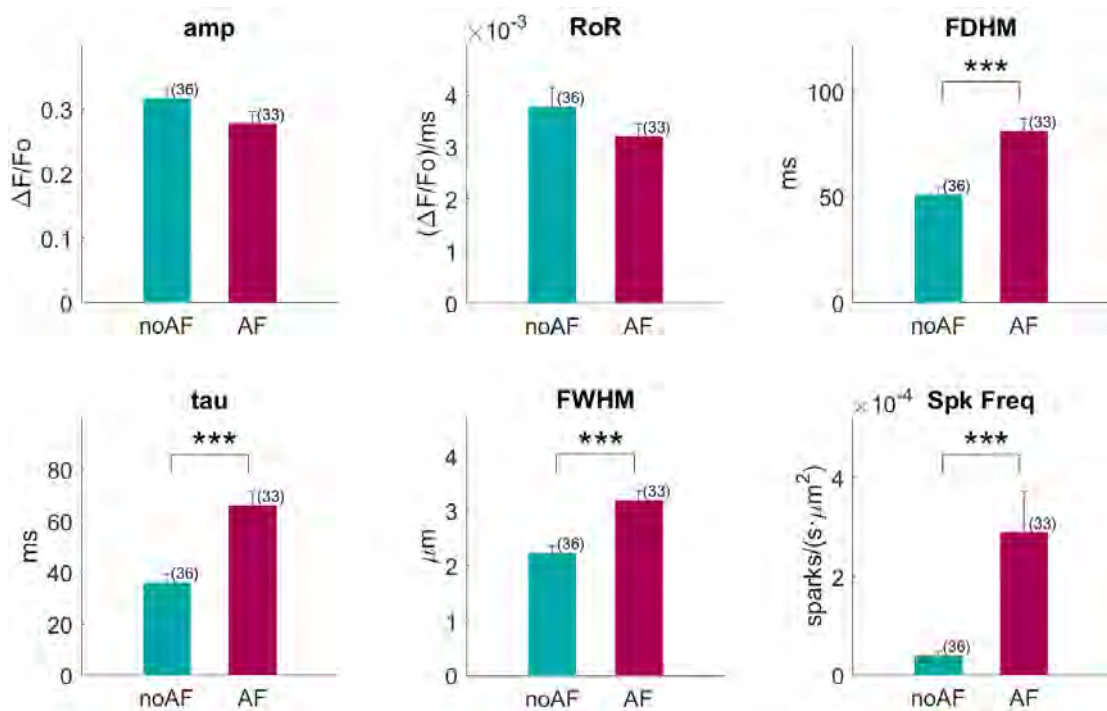 amp
ΔF/Fo
0.3
0.2
0.1
0
(36)
(33)
noAF AF
RoR
×10-3
(ΔF/Fo)/ms
4
3
2
1
0
(36)
(33)
noAF AF
FDHM
***
ms
100
50
0
(36)
(33)
noAF AF
tau
***
ms
80
60
40
20
0
(36)
(33)
noAF AF
FWHM
***
μm
4
3
2
1
0
(36)
(33)
noAF AF
Spk Freq
×10-4
***
sparks/(s·μm²)
4
2
0
(36)
(33)
noAF AF